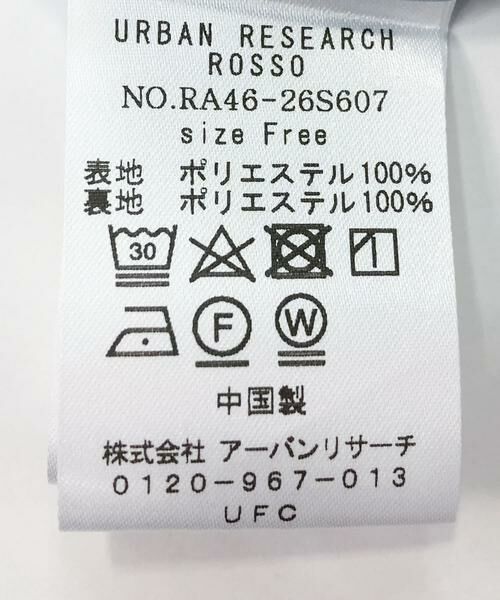 URBAN RESEARCH
ROSSO
NO.RA46-26S607
size Free
表地 ポリエステル100%
裏地 ポリエステル100%
30
F W
中国製
株式会社 アーバンリサーチ
0120-967-013
UFC